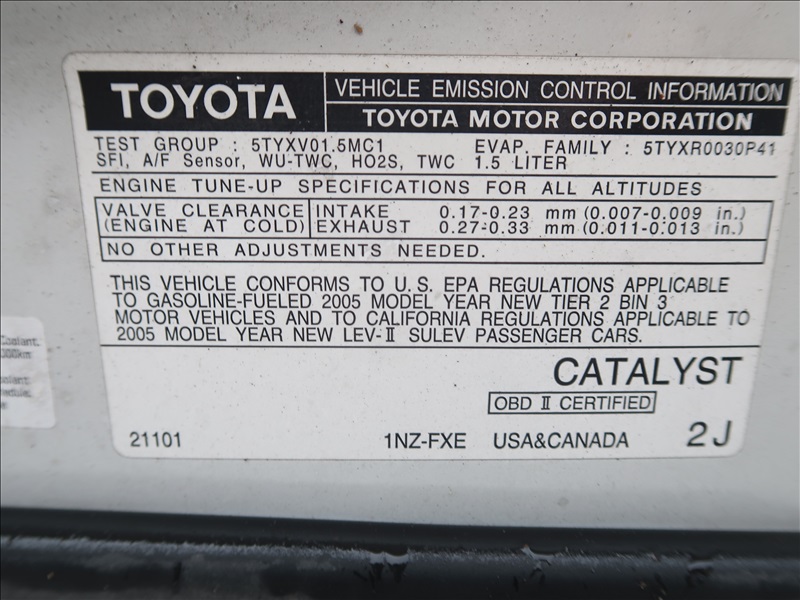 TOYOTA
VEHICLE EMISSION CONTROL INFORMATION
TOYOTA MOTOR CORPORATION
TEST GROUP : 5TYXV01.5MC1 EVAP. FAMILY : 5TYXR0030P41
SFI, A/F Sensor, WU-TWC, HO2S, TWC 1.5 LITER
ENGINE TUNE-UP SPECIFICATIONS FOR ALL ALTITUDES
VALVE CLEARANCE INTAKE 0.17-0.23 mm (0.007-0.009 in.)
(ENGINE AT COLD) EXHAUST 0.27-0.33 mm (0.011-0.013 in.)
NO OTHER ADJUSTMENTS NEEDED.
THIS VEHICLE CONFORMS TO U.S. EPA REGULATIONS APPLICABLE
TO GASOLINE-FUELED 2005 MODEL YEAR NEW TIER 2 BIN 3
MOTOR VEHICLES AND TO CALIFORNIA REGULATIONS APPLICABLE TO
2005 MODEL YEAR NEW LEV-II SULEV PASSENGER CARS.
CATALYST
OBD II CERTIFIED
21101 1NZ-FXE USA&CANADA 2J
Coolant.